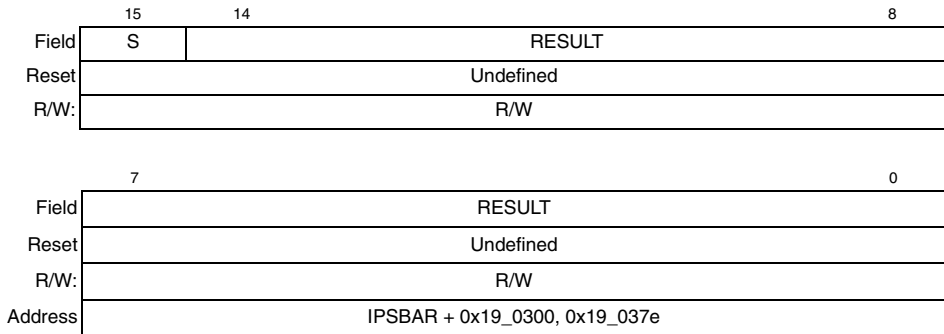 15 14 8
Field S RESULT
Reset Undefined
R/W: R/W
7 0
Field RESULT
Reset Undefined
R/W: R/W
Address IPSBAR + 0x19_0300, 0x19_037e